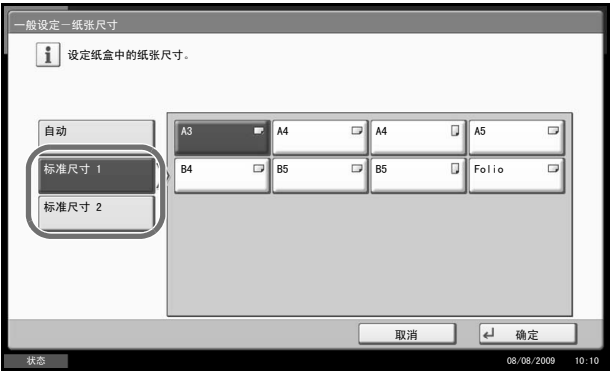 一般设定－纸张尺寸
设定纸盒中的纸张尺寸。
自动
A3 A4 A4 A5
标准尺寸 1
B4 B5 B5 Folio
标准尺寸 2
取消 确定
状态 08/08/2009 10:10